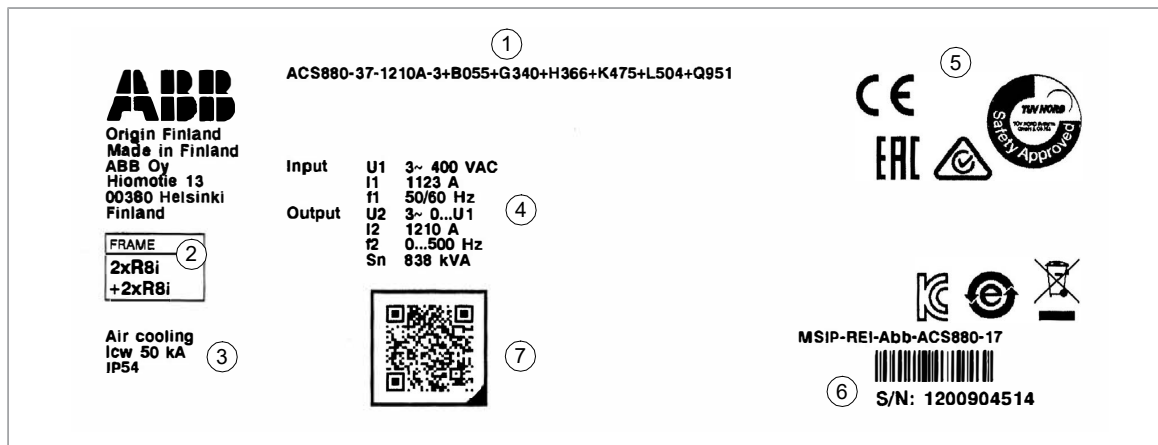 1
ACS880-37-1210A-3+B055+G340+H366+K475+L504+Q951
ABB
Origin Finland
Made in Finland
ABB Oy
Hiomotie 13
00380 Helsinki
Finland
FRAME
2
2xR8i
+2xR8i
Air cooling
Icw 50 kA
IP54
3
Input U1 3~ 400 VAC
I1 1123 A
f1 50/60 Hz
Output U2 3~ 0...U1
I2 1210 A
f2 0...500 Hz
Sn 838 kVA
4
7
5
CE
TÜV NORD
Safety Approved
EAC
MSIP-REI-Abb-ACS880-17
6
S/N: 1200904514